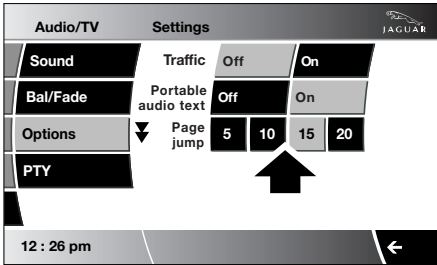 Audio/TV Settings
JAGUAR
Sound Traffic Off On
Bal/Fade Portable audio text Off On
Options Page jump 5 10 15 20
PTY
12 : 26 pm